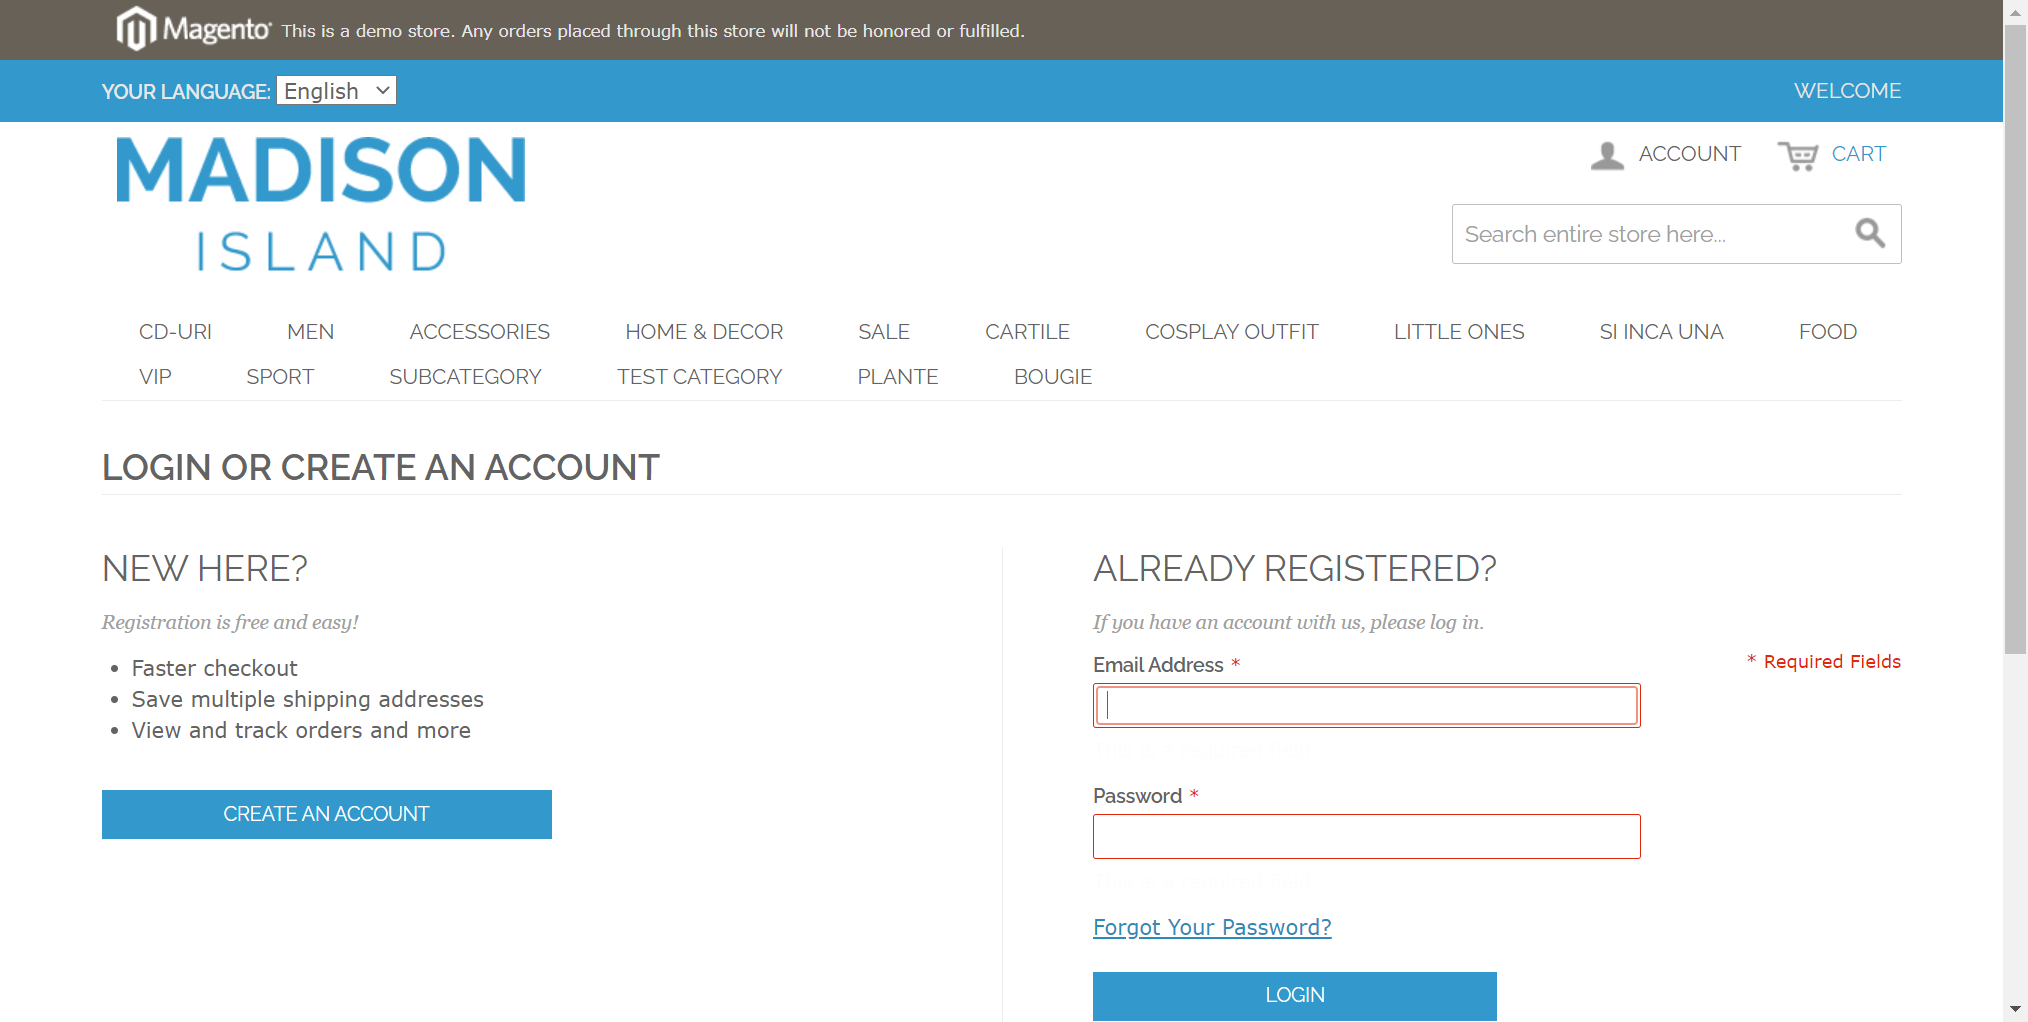 Magento This is a demo store. Any orders placed through this store will not be honored or fulfilled.
YOUR LANGUAGE: English WELCOME
MADISON
ISLAND
ACCOUNT CART
Search entire store here...
CD-URI MEN ACCESSORIES HOME & DECOR SALE CARTILE COSPLAY OUTFIT LITTLE ONES SI INCA UNA FOOD
VIP SPORT SUBCATEGORY TEST CATEGORY PLANTE BOUGIE
LOGIN OR CREATE AN ACCOUNT
NEW HERE?
Registration is free and easy!
• Faster checkout
• Save multiple shipping addresses
• View and track orders and more
CREATE AN ACCOUNT
ALREADY REGISTERED?
If you have an account with us, please log in.
Email Address *
* Required Fields
Password *
Forgot Your Password?
LOGIN